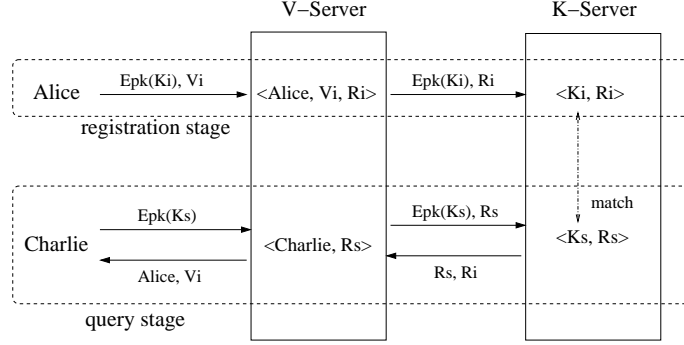 V–Server
K–Server
Alice
Epk(Ki), Vi
<Alice, Vi, Ri>
Epk(Ki), Ri
<Ki, Ri>
registration stage
match
Charlie
Epk(Ks)
<Charlie, Rs>
Epk(Ks), Rs
<Ks, Rs>
Alice, Vi
Rs, Ri
query stage